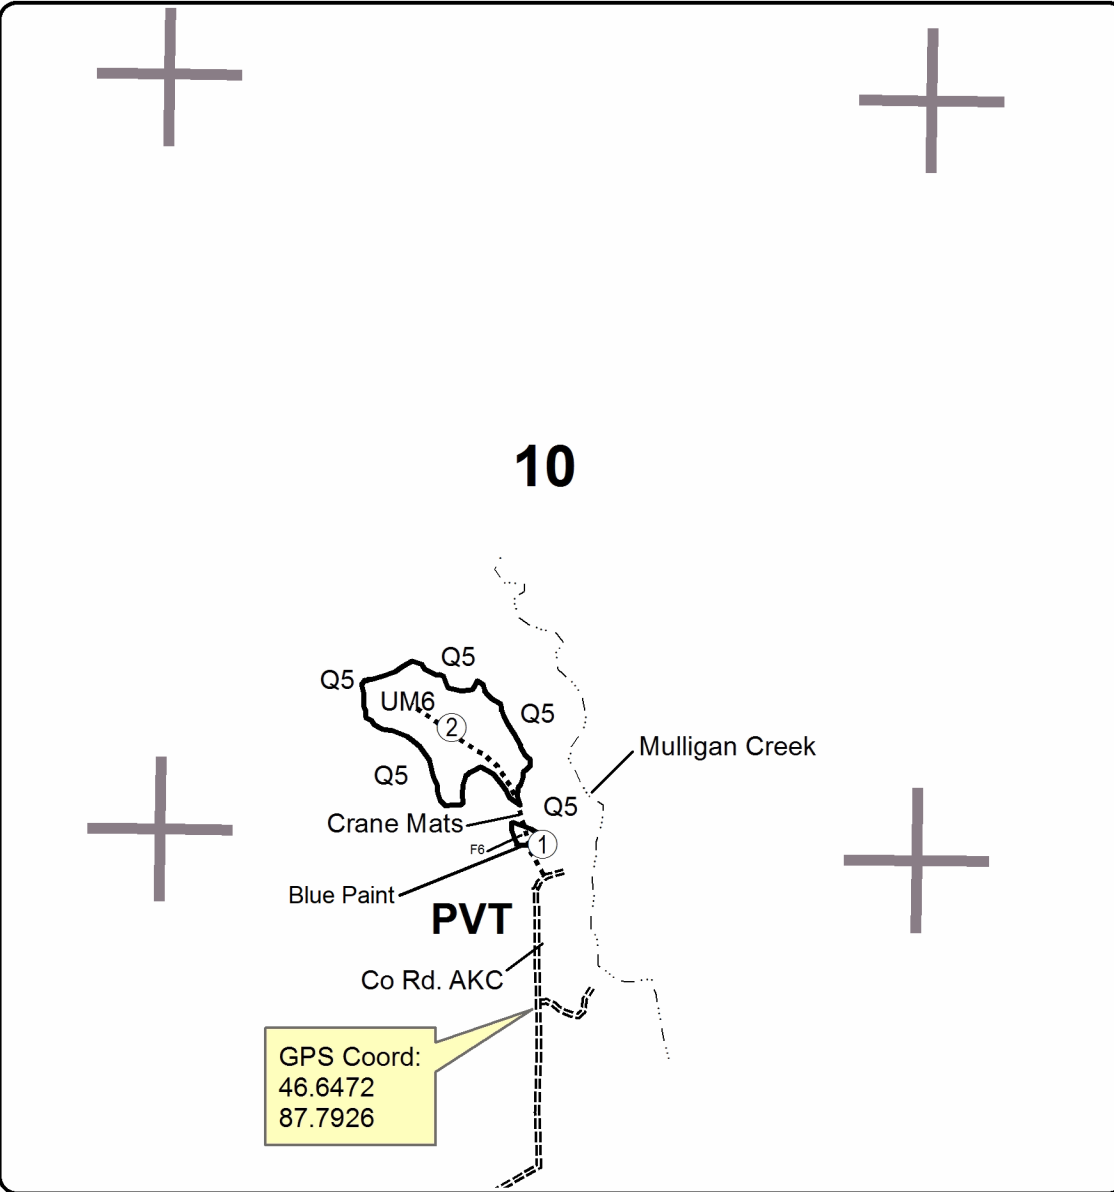 10
Q5
Q5
UM6
Q5
2
Mulligan Creek
Q5
Q5
Crane Mats
1
F6
Blue Paint
PVT
Co Rd. AKC
GPS Coord:
46.6472
87.7926